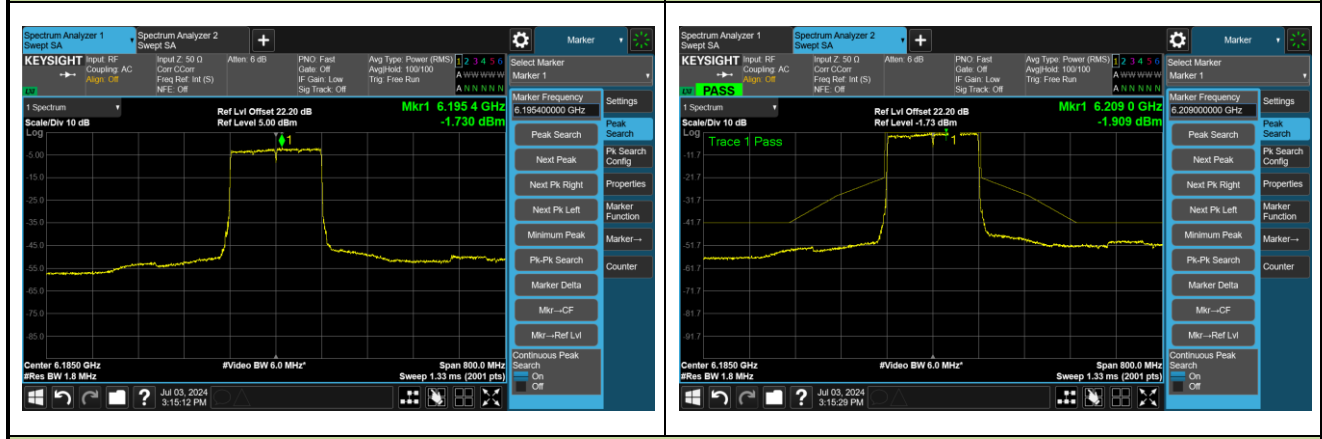 Spectrum Analyzer 1
Swept SA
Spectrum Analyzer 2
Swept SA
+
Marker
KEYSIGHT
Input: RF
Coupling: AC
Align: Off
Input Z: 50 Ω
Corr CCorr
Freq Ref: Int (S)
NFE: Off
Atten: 6 dB
PNO: Fast
Gate: Off
IF Gain: Low
Sig Track: Off
Avg Type: Power (RMS)
Avg|Hold: 100/100
Trig: Free Run
1 2 3 4 5 6
A W W W W W
A N N N N N
LXI
Select Marker
Marker 1
1 Spectrum
Scale/Div 10 dB
Log
Ref Lvl Offset 22.20 dB
Ref Level 5.00 dBm
Mkr1 6.195 4 GHz
-1.730 dBm
1
-5.00
-15.0
-25.0
-35.0
-45.0
-55.0
-65.0
-75.0
-85.0
Center 6.1850 GHz
#Res BW 1.8 MHz
#Video BW 6.0 MHz*
Span 800.0 MHz
Sweep 1.33 ms (2001 pts)
Marker Frequency
6.195400000 GHz
Peak Search
Next Peak
Next Pk Right
Next Pk Left
Minimum Peak
Pk-Pk Search
Marker Delta
Mkr→CF
Mkr→Ref Lvl
Continuous Peak
Search
On
Off
Settings
Peak
Search
Pk Search
Config
Properties
Marker
Function
Marker→
Counter
?
Jul 03, 2024
3:15:12 PM
Spectrum Analyzer 1
Swept SA
Spectrum Analyzer 2
Swept SA
+
Marker
KEYSIGHT
Input: RF
Coupling: AC
Align: Off
Input Z: 50 Ω
Corr CCorr
Freq Ref: Int (S)
NFE: Off
Atten: 6 dB
PNO: Fast
Gate: Off
IF Gain: Low
Sig Track: Off
Avg Type: Power (RMS)
Avg|Hold: 100/100
Trig: Free Run
1 2 3 4 5 6
A W W W W W
A N N N N N
LXI
PASS
Select Marker
Marker 1
1 Spectrum
Scale/Div 10 dB
Log
Ref Lvl Offset 22.20 dB
Ref Level -1.73 dBm
Mkr1 6.209 0 GHz
-1.909 dBm
Trace 1 Pass
1
-11.7
-21.7
-31.7
-41.7
-51.7
-61.7
-71.7
-81.7
-91.7
Center 6.1850 GHz
#Res BW 1.8 MHz
#Video BW 6.0 MHz*
Span 800.0 MHz
Sweep 1.33 ms (2001 pts)
Marker Frequency
6.209000000 GHz
Peak Search
Next Peak
Next Pk Right
Next Pk Left
Minimum Peak
Pk-Pk Search
Marker Delta
Mkr→CF
Mkr→Ref Lvl
Continuous Peak
Search
On
Off
Settings
Peak
Search
Pk Search
Config
Properties
Marker
Function
Marker→
Counter
?
Jul 03, 2024
3:15:29 PM